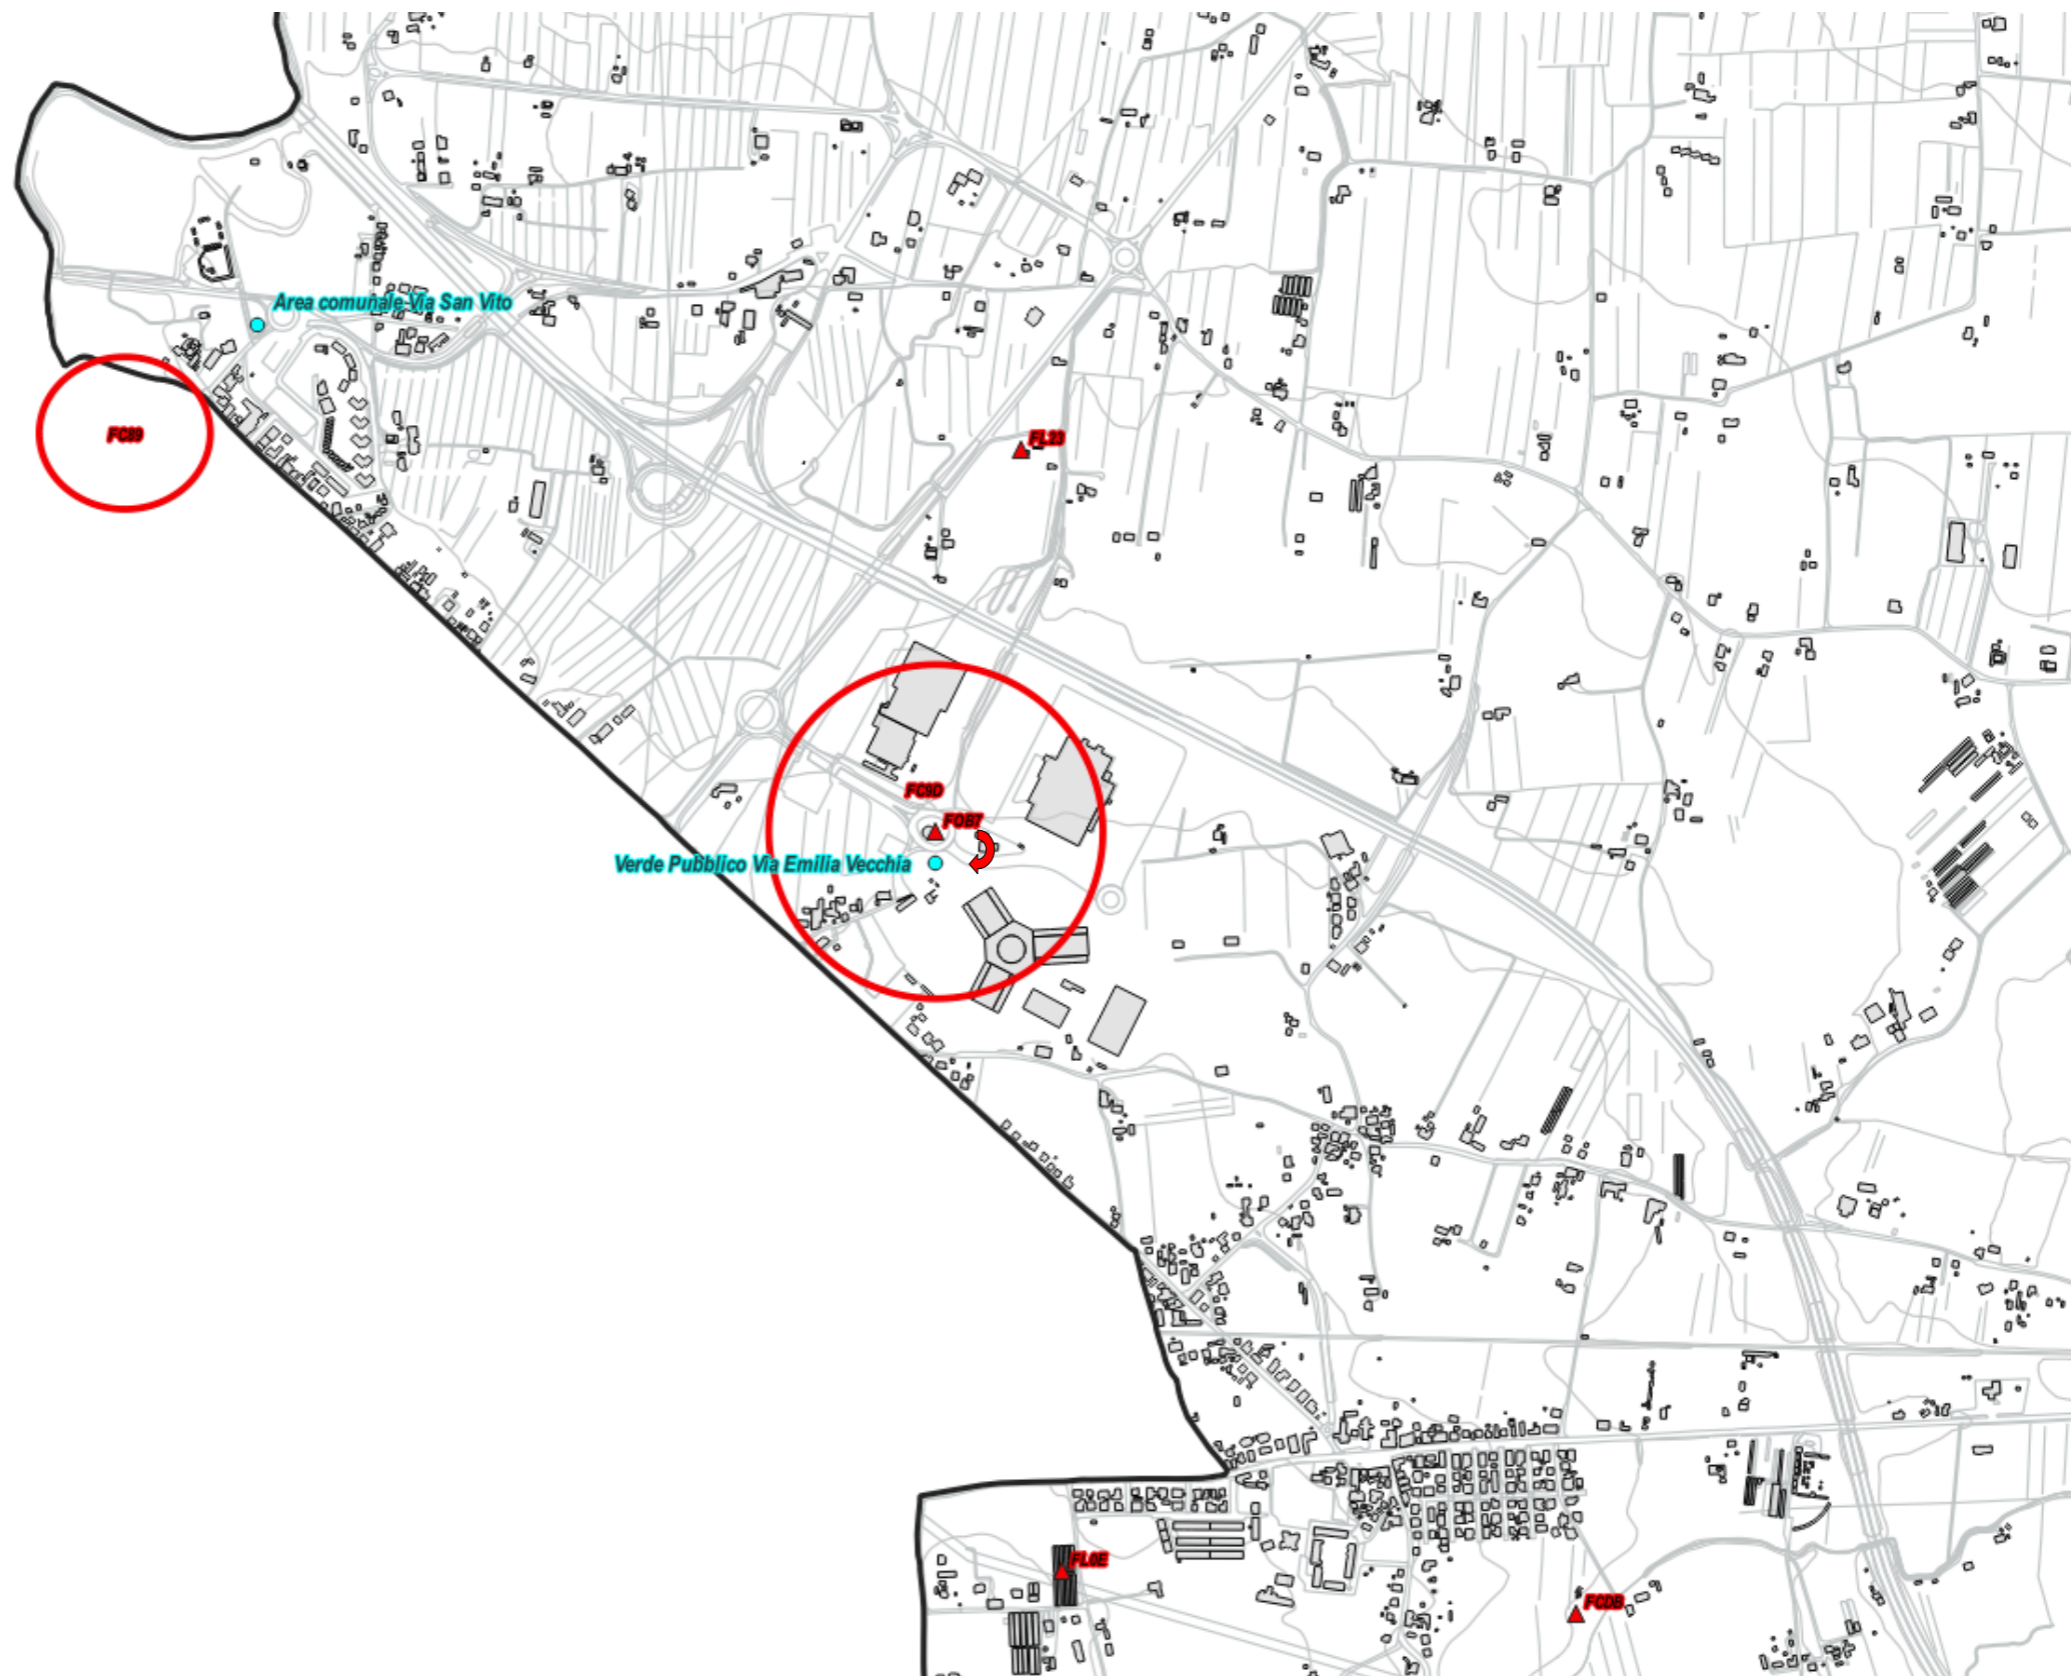 Area comunale Via San Vito
FC89
FL23
FC9D
FOB7
Verde Pubblico Via Emilia Vecchia
FL0E
FCDB